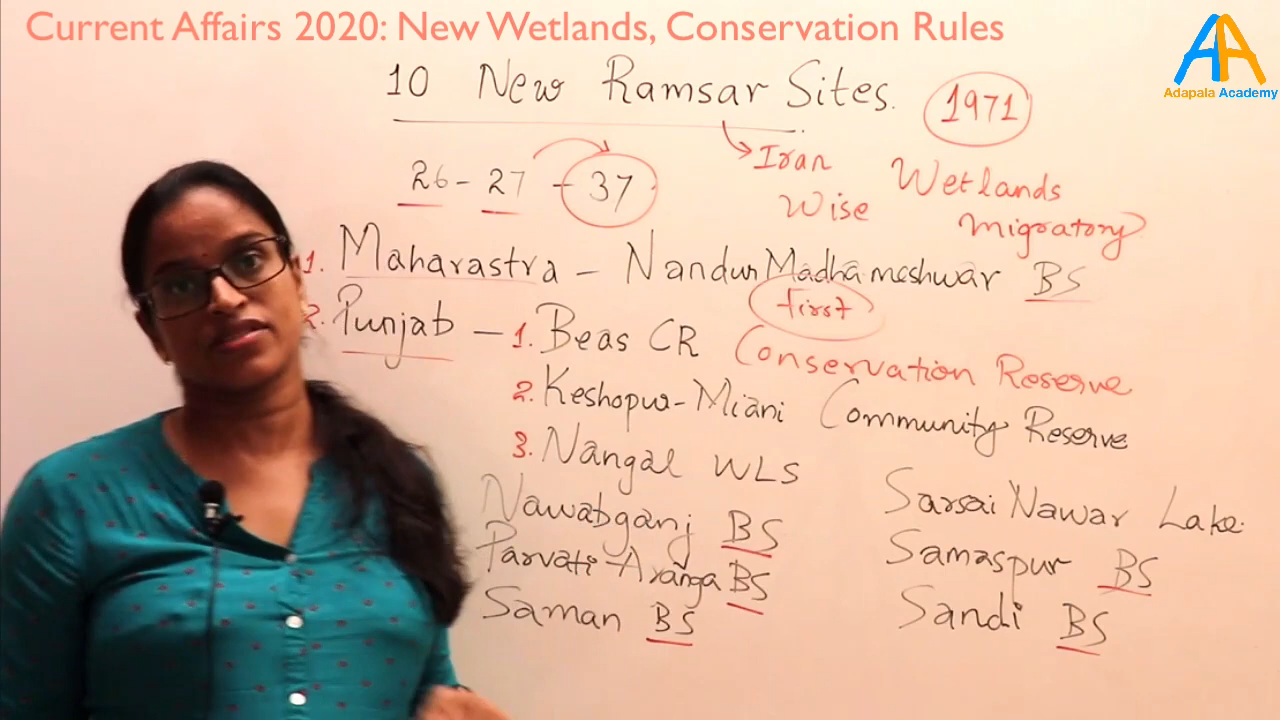 Current Affairs 2020: New Wetlands, Conservation Rules
Adapala Academy
10 New Ramsar Sites.
1971
Iran
26 - 27 - 37
Wise
Wetlands
Migratory
1. Maharastra - Nandur Madhameshwar BS
first
2. Punjab - 1. Beas CR Conservation Reserve
2. Keshopur-Miani Community Reserve
3. Nangal WLS
Nawabganj BS
Parvati Aranga BS
Saman BS
Sarsai Nawar Lake.
Samaspur BS
Sandi BS